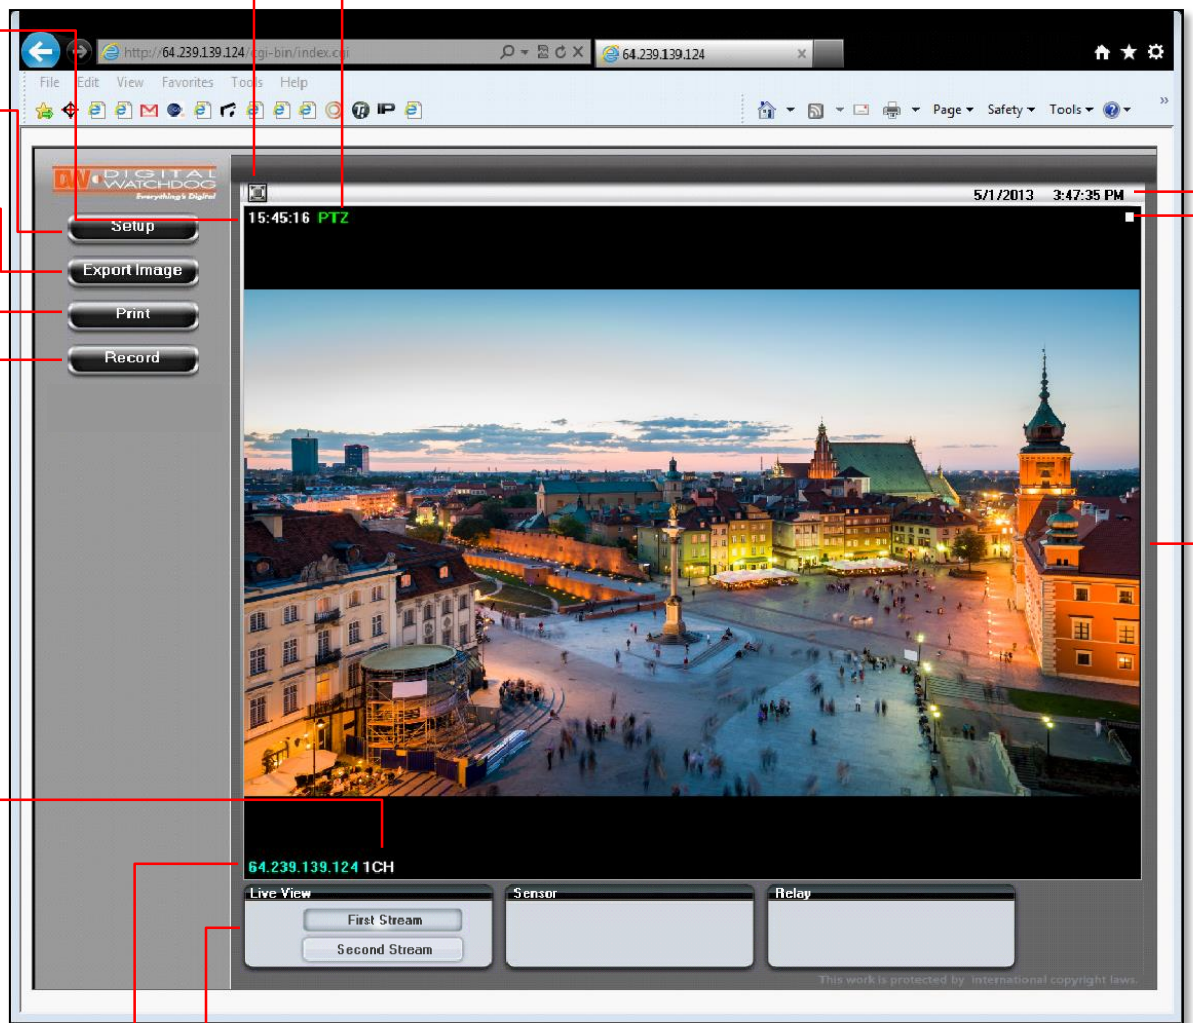 http://64.239.139.124/cgi-bin/index.cgi
64.239.139.124
File Edit View Favorites Tools Help
IP
Page Safety Tools
DW DIGITAL WATCHDOG
Everything's Digital
5/1/2013 3:47:35 PM
Setup
Export Image
Print
Record
15:45:16 PTZ
64.239.139.124 1CH
Live View
First Stream
Second Stream
Sensor
Relay
This work is protected by international copyright laws.